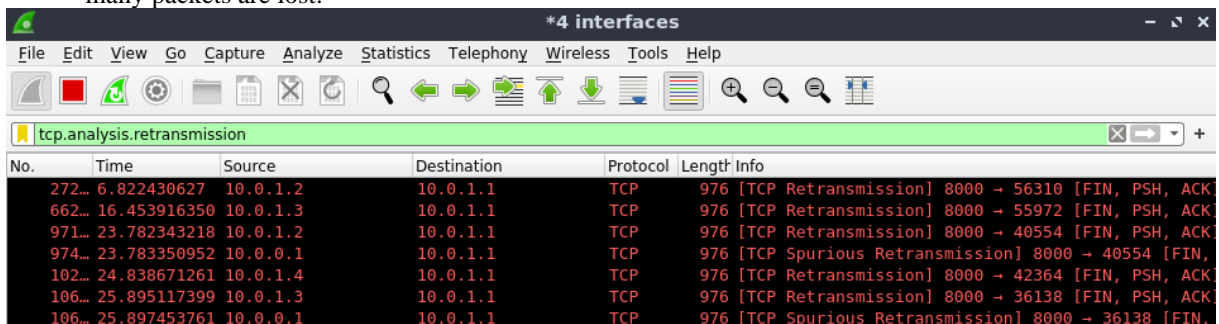 many packets are lost.
*4 interfaces
File Edit View Go Capture Analyze Statistics Telephony Wireless Tools Help
tcp.analysis.retransmission
No. Time Source Destination Protocol Length Info
272… 6.822430627 10.0.1.2 10.0.1.1 TCP 976 [TCP Retransmission] 8000 → 56310 [FIN, PSH, ACK]
662… 16.453916350 10.0.1.3 10.0.1.1 TCP 976 [TCP Retransmission] 8000 → 55972 [FIN, PSH, ACK]
971… 23.782343218 10.0.1.2 10.0.1.1 TCP 976 [TCP Retransmission] 8000 → 40554 [FIN, PSH, ACK]
974… 23.783350952 10.0.0.1 10.0.1.1 TCP 976 [TCP Spurious Retransmission] 8000 → 40554 [FIN,
102… 24.838671261 10.0.1.4 10.0.1.1 TCP 976 [TCP Retransmission] 8000 → 42364 [FIN, PSH, ACK]
106… 25.895117399 10.0.1.3 10.0.1.1 TCP 976 [TCP Retransmission] 8000 → 36138 [FIN, PSH, ACK]
106… 25.897453761 10.0.0.1 10.0.1.1 TCP 976 [TCP Spurious Retransmission] 8000 → 36138 [FIN,